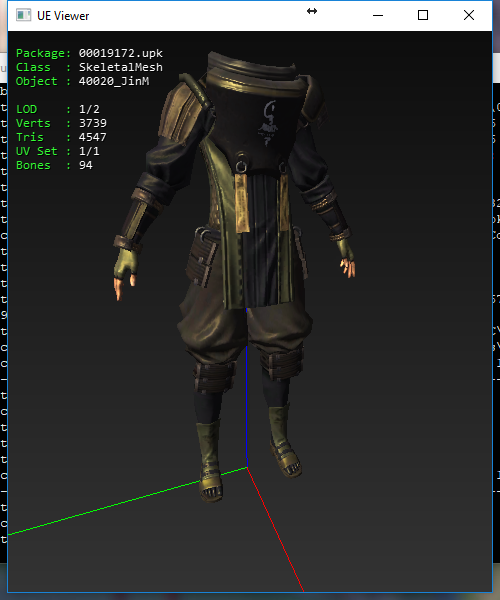 UE Viewer
Package: 00019172.upk
Class : SkeletalMesh
Object : 40020_JinM
LOD : 1/2
Verts : 3739
Tris : 4547
UV Set : 1/1
Bones : 94